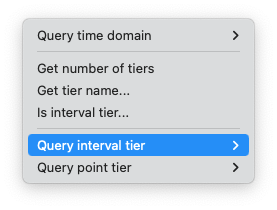 Query time domain
Get number of tiers
Get tier name...
Is interval tier...
Query interval tier
Query point tier